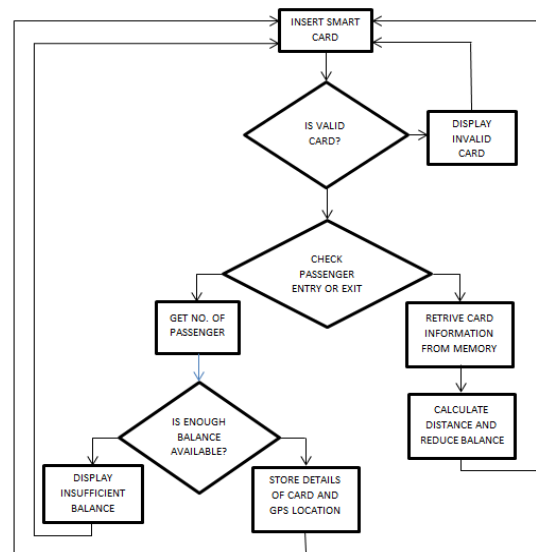 INSERT SMART
CARD
IS VALID
CARD?
DISPLAY
INVALID
CARD
CHECK
PASSENGER
ENTRY OR EXIT
GET NO. OF
PASSENGER
RETRIVE CARD
INFORMATION
FROM MEMORY
IS ENOUGH
BALANCE
AVAILABLE?
CALCULATE
DISTANCE AND
REDUCE BALANCE
DISPLAY
INSUFFICIENT
BALANCE
STORE DETAILS
OF CARD AND
GPS LOCATION